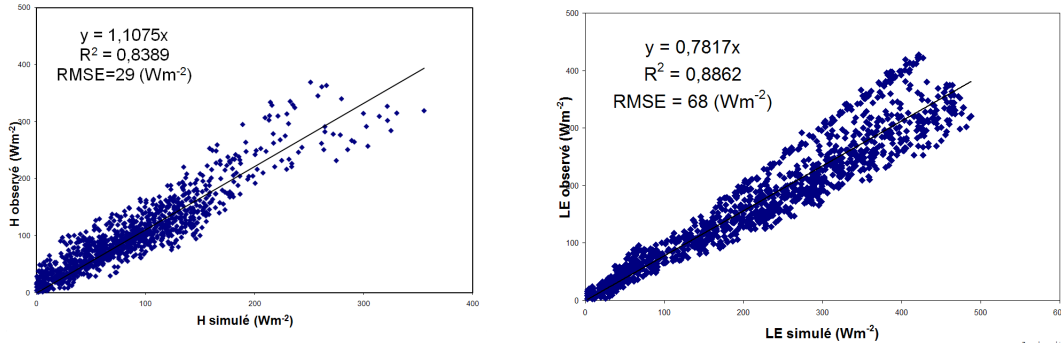 500
400
300
200
100
0
y = 1,1075x
R² = 0,8389
RMSE=29 (Wm-2)
H observé (Wm-2)
0 100 200 300 400
H simulé (Wm-2)
500
400
300
200
100
0
y = 0,7817x
R² = 0,8862
RMSE = 68 (Wm-2)
LE observé (Wm-2)
0 100 200 300 400 500 600
LE simulé (Wm-2)